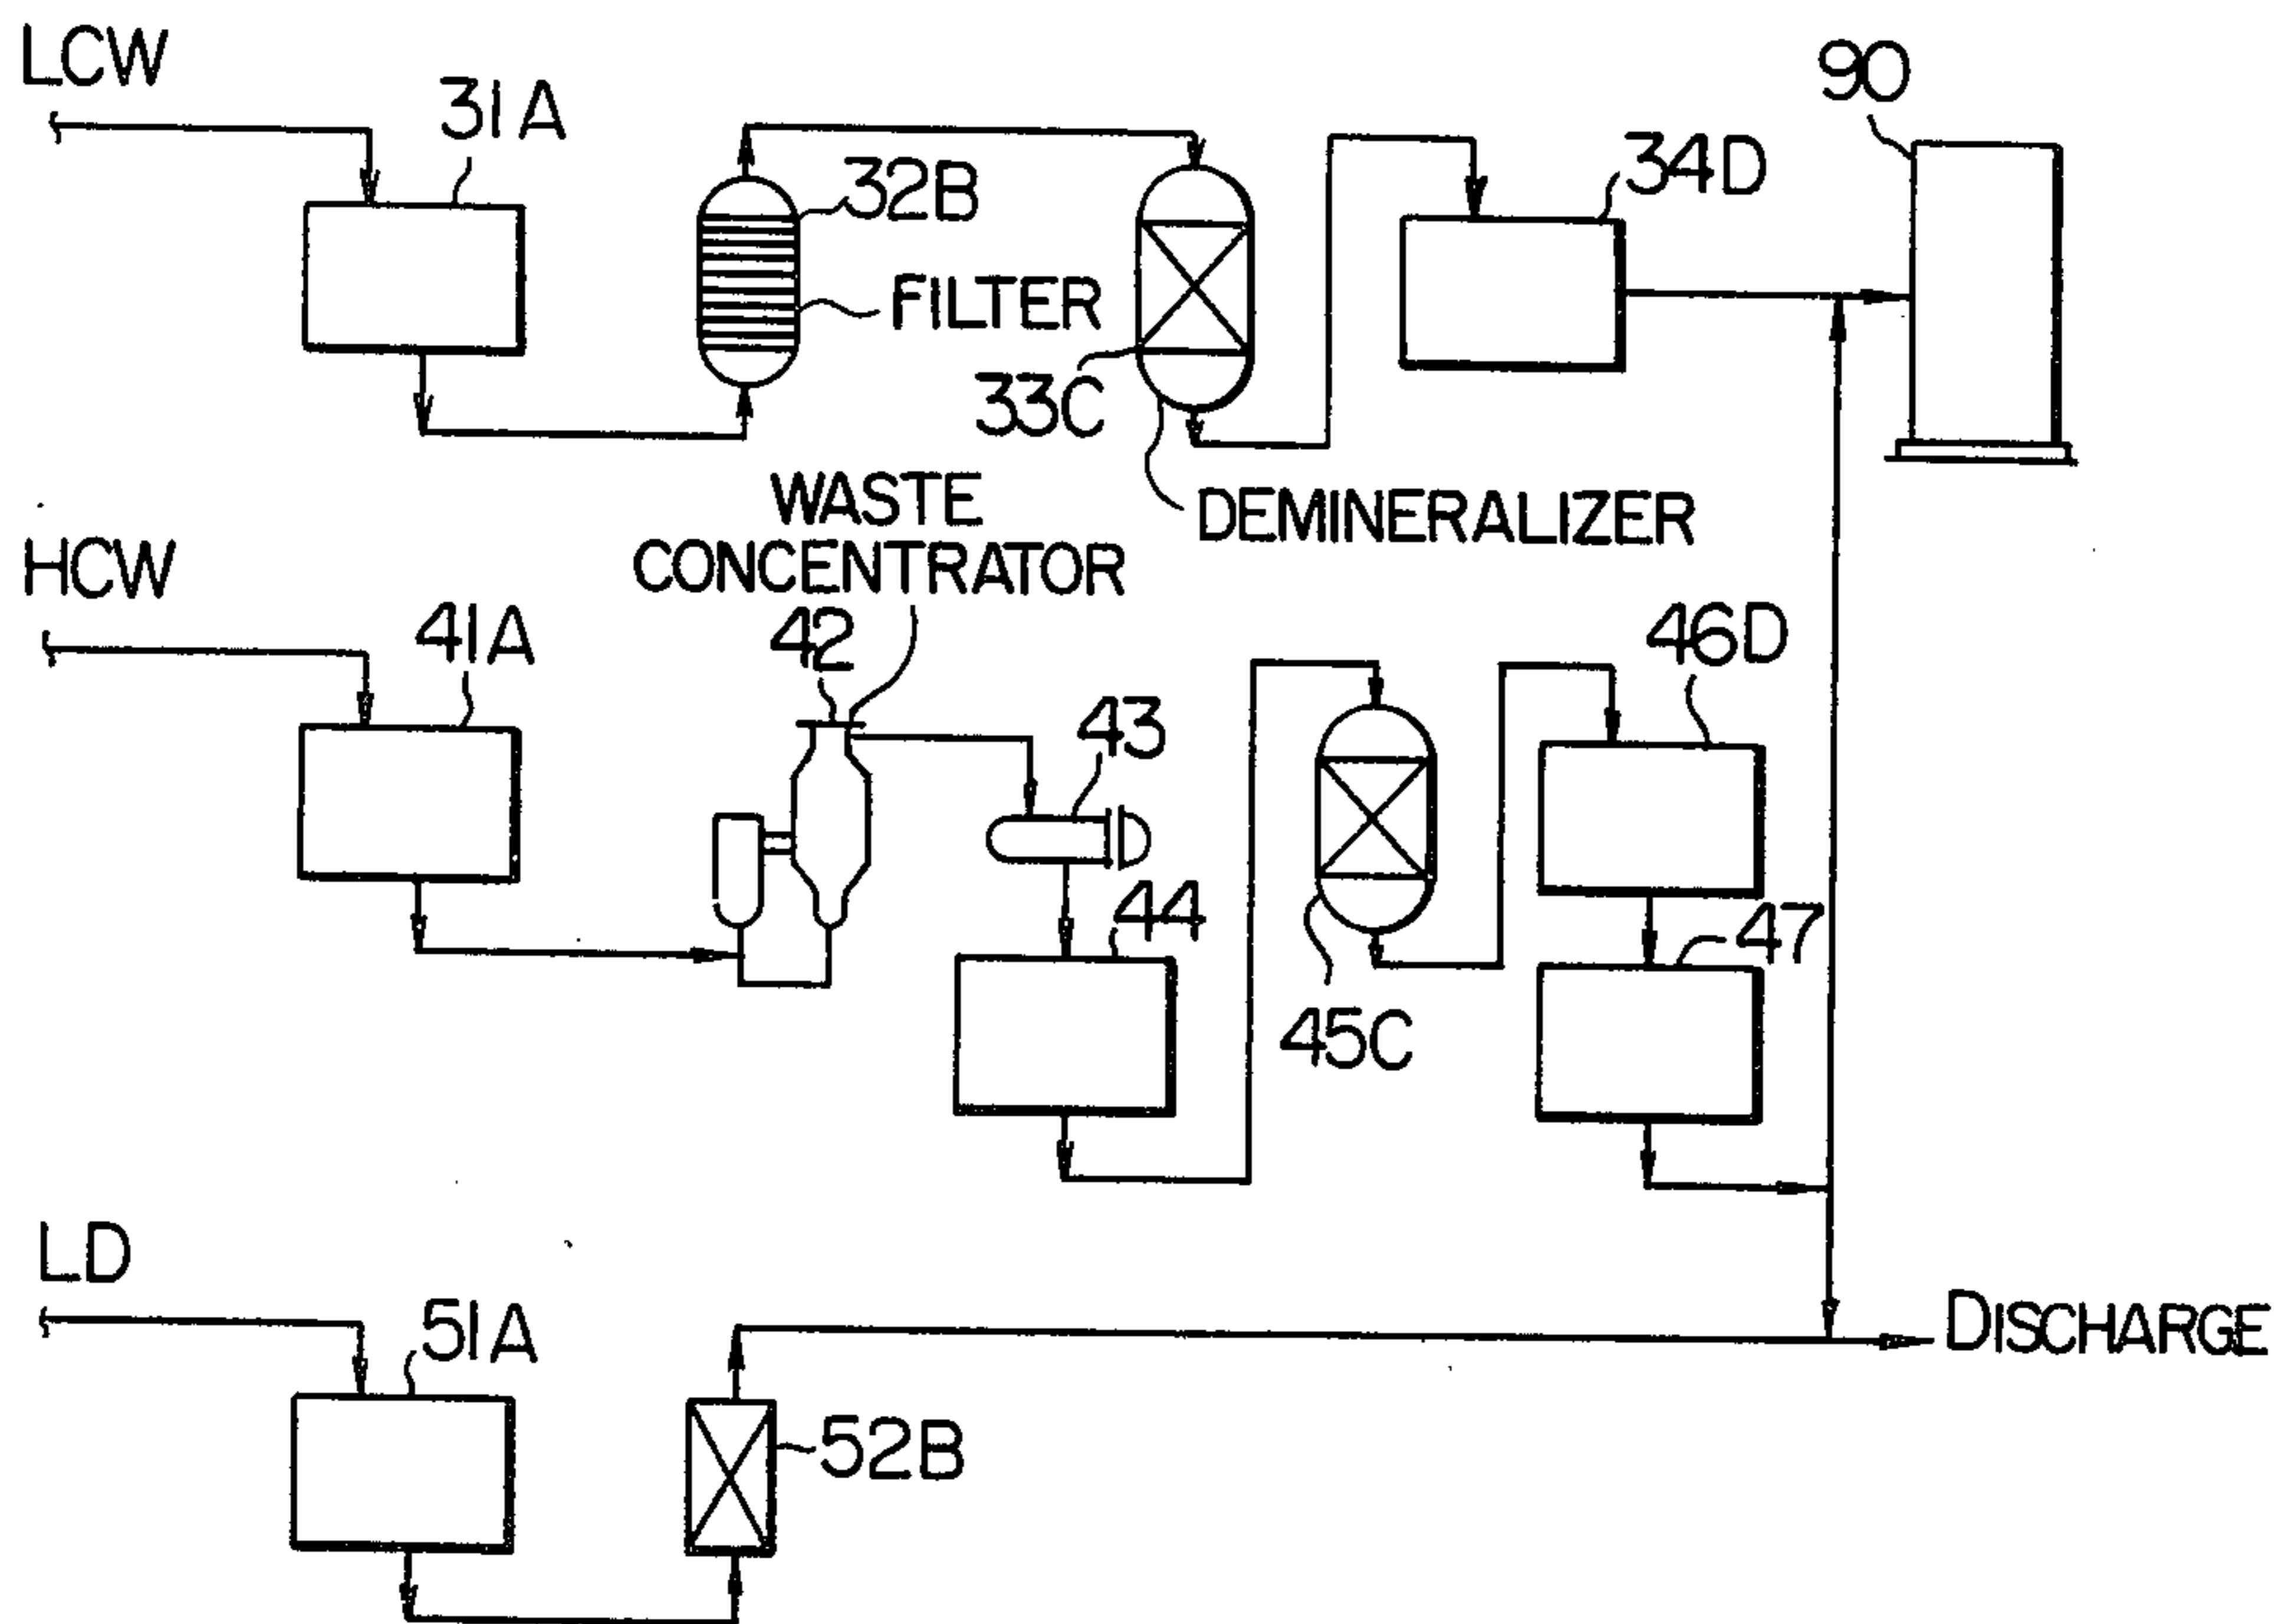 LCW
31A
32B
FILTER
33C
DEMINERALIZER
34D
90
HCW
41A
WASTE
CONCENTRATOR
42
43
44
45C
46D
47
LD
51A
52B
DISCHARGE